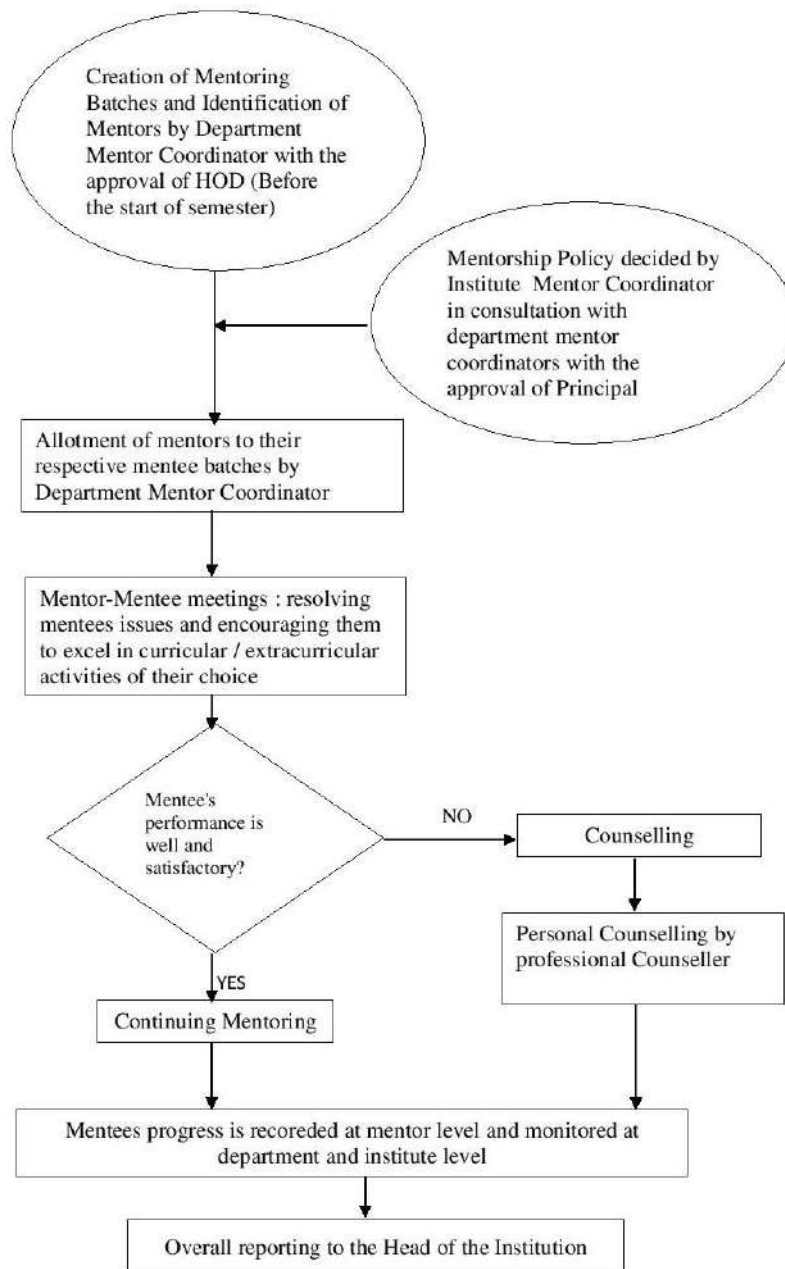 Creation of Mentoring
Batches and Identification of
Mentors by Department
Mentor Coordinator with the
approval of HOD (Before
the start of semester)
Mentorship Policy decided by
Institute Mentor Coordinator
in consultation with
department mentor
coordinators with the
approval of Principal
Allotment of mentors to their
respective mentee batches by
Department Mentor Coordinator
Mentor-Mentee meetings : resolving
mentees issues and encouraging them
to excel in curricular / extracurricular
activities of their choice
Mentee's
performance is
well and
satisfactory?
NO
Counselling
Personal Counselling by
professional Counseller
YES
Continuing Mentoring
Mentees progress is recoreded at mentor level and monitored at
department and institute level
Overall reporting to the Head of the Institution